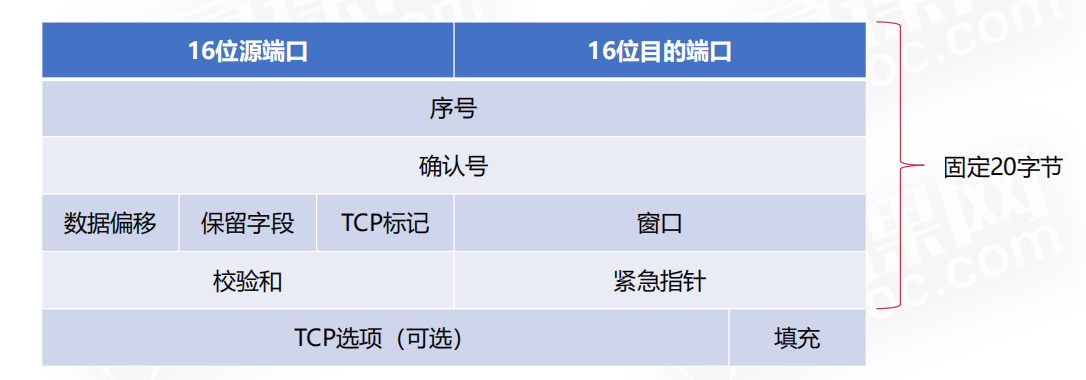 16位源端口 16位目的端口
序号
确认号
固定20字节
数据偏移 保留字段 TCP标记 窗口
校验和 紧急指针
TCP选项（可选） 填充